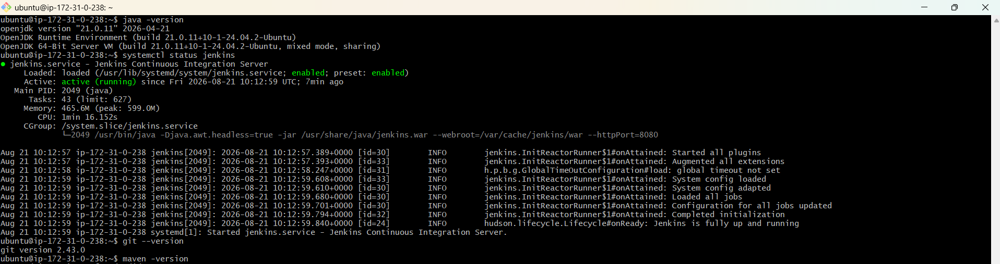 ubuntu@ip-172-31-0-238: ~
ubuntu@ip-172-31-0-238:~$ java -version
openjdk version "21.0.11" 2026-04-21
OpenJDK Runtime Environment (build 21.0.11+10-1-24.04.2-Ubuntu)
OpenJDK 64-Bit Server VM (build 21.0.11+10-1-24.04.2-Ubuntu, mixed mode, sharing)
ubuntu@ip-172-31-0-238:~$ systemctl status jenkins
● jenkins.service - Jenkins Continuous Integration Server
     Loaded: loaded (/usr/lib/systemd/system/jenkins.service; enabled; preset: enabled)
     Active: active (running) since Fri 2026-08-21 10:12:59 UTC; 7min ago
   Main PID: 2049 (java)
      Tasks: 43 (limit: 627)
     Memory: 465.6M (peak: 599.0M)
        CPU: 1min 16.152s
     CGroup: /system.slice/jenkins.service
             └─2049 /usr/bin/java -Djava.awt.headless=true -jar /usr/share/java/jenkins.war --webroot=/var/cache/jenkins/war --httpPort=8080
Aug 21 10:12:57 ip-172-31-0-238 jenkins[2049]: 2026-08-21 10:12:57.389+0000 [id=30]        INFO        jenkins.InitReactorRunner$1#onAttained: Started all plugins
Aug 21 10:12:57 ip-172-31-0-238 jenkins[2049]: 2026-08-21 10:12:57.393+0000 [id=33]        INFO        jenkins.InitReactorRunner$1#onAttained: Augmented all extensions
Aug 21 10:12:58 ip-172-31-0-238 jenkins[2049]: 2026-08-21 10:12:58.247+0000 [id=31]        INFO        h.p.b.g.GlobalTimeOutConfiguration#load: global timeout not set
Aug 21 10:12:59 ip-172-31-0-238 jenkins[2049]: 2026-08-21 10:12:59.608+0000 [id=33]        INFO        jenkins.InitReactorRunner$1#onAttained: System config loaded
Aug 21 10:12:59 ip-172-31-0-238 jenkins[2049]: 2026-08-21 10:12:59.610+0000 [id=30]        INFO        jenkins.InitReactorRunner$1#onAttained: System config adapted
Aug 21 10:12:59 ip-172-31-0-238 jenkins[2049]: 2026-08-21 10:12:59.680+0000 [id=30]        INFO        jenkins.InitReactorRunner$1#onAttained: Loaded all jobs
Aug 21 10:12:59 ip-172-31-0-238 jenkins[2049]: 2026-08-21 10:12:59.701+0000 [id=30]        INFO        jenkins.InitReactorRunner$1#onAttained: Configuration for all jobs updated
Aug 21 10:12:59 ip-172-31-0-238 jenkins[2049]: 2026-08-21 10:12:59.794+0000 [id=32]        INFO        jenkins.InitReactorRunner$1#onAttained: Completed initialization
Aug 21 10:12:59 ip-172-31-0-238 jenkins[2049]: 2026-08-21 10:12:59.840+0000 [id=24]        INFO        hudson.lifecycle.Lifecycle#onReady: Jenkins is fully up and running
Aug 21 10:12:59 ip-172-31-0-238 systemd[1]: Started jenkins.service - Jenkins Continuous Integration Server.
ubuntu@ip-172-31-0-238:~$ git --version
git version 2.43.0
ubuntu@ip-172-31-0-238:~$ maven -version